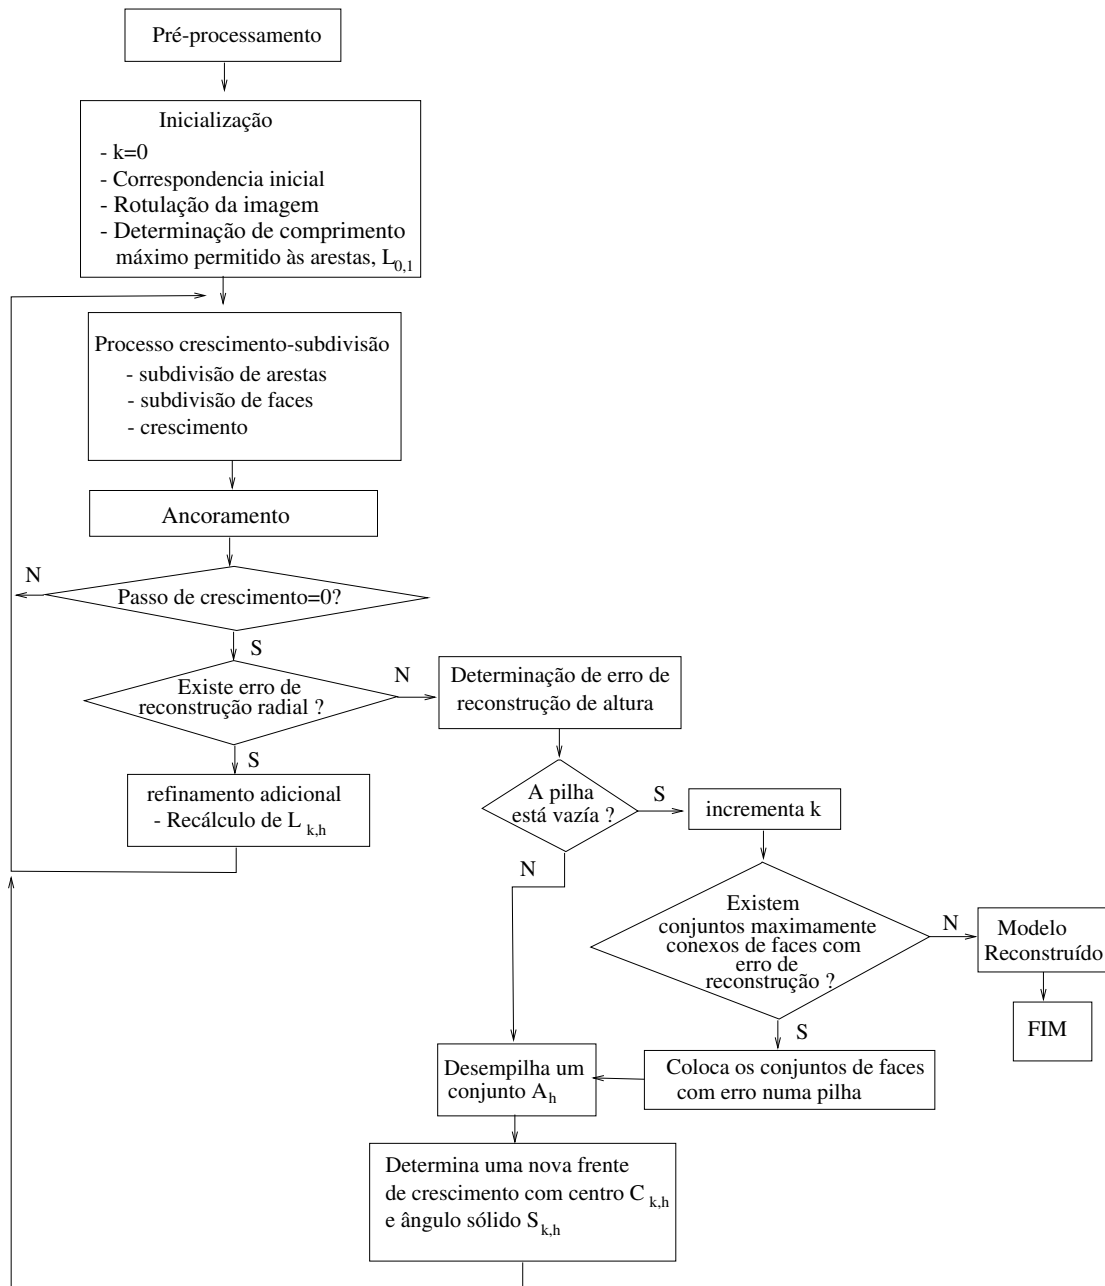 Pré-processamento
Inicialização
- k=0
- Correspondencia inicial
- Rotulação da imagem
- Determinação de comprimento
máximo permitido às arestas, L0,1
Processo crescimento-subdivisão
- subdivisão de arestas
- subdivisão de faces
- crescimento
Ancoramento
N
Passo de crescimento=0?
S
Existe erro de
reconstrução radial ?
N
Determinação de erro de
reconstrução de altura
S
refinamento adicional
- Recálculo de L k,h
A pilha
está vazía ?
S
incrementa k
N
Existem
conjuntos maximamente
conexos de faces com
erro de
reconstrução ?
N
Modelo
Reconstruído
FIM
S
Desempilha um
conjunto Ah
Coloca os conjuntos de faces
com erro numa pilha
Determina uma nova frente
de crescimento com centro C k,h
e ângulo sólido S k,h